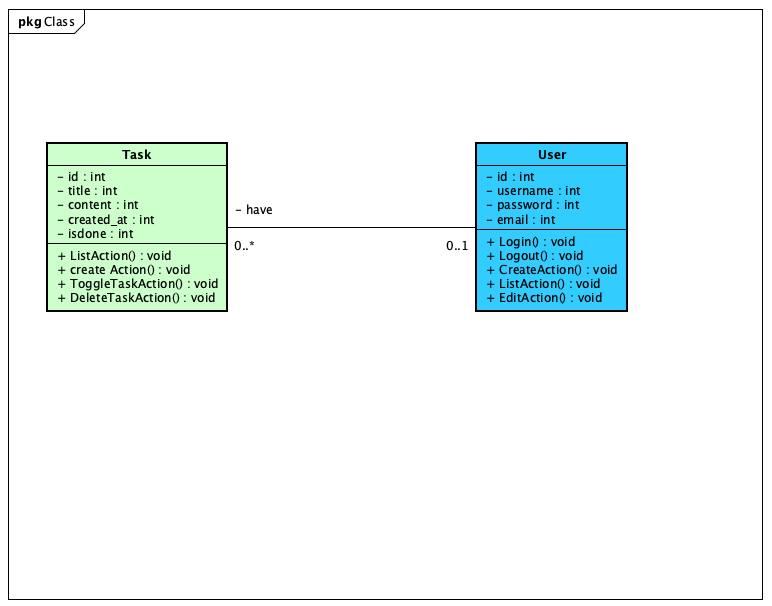 pkg Class
Task
– id : int
– title : int
– content : int
– created_at : int
– isdone : int
+ ListAction() : void
+ create Action() : void
+ ToggleTaskAction() : void
+ DeleteTaskAction() : void
– have
0..*
0..1
User
– id : int
– username : int
– password : int
– email : int
+ Login() : void
+ Logout() : void
+ CreateAction() : void
+ ListAction() : void
+ EditAction() : void